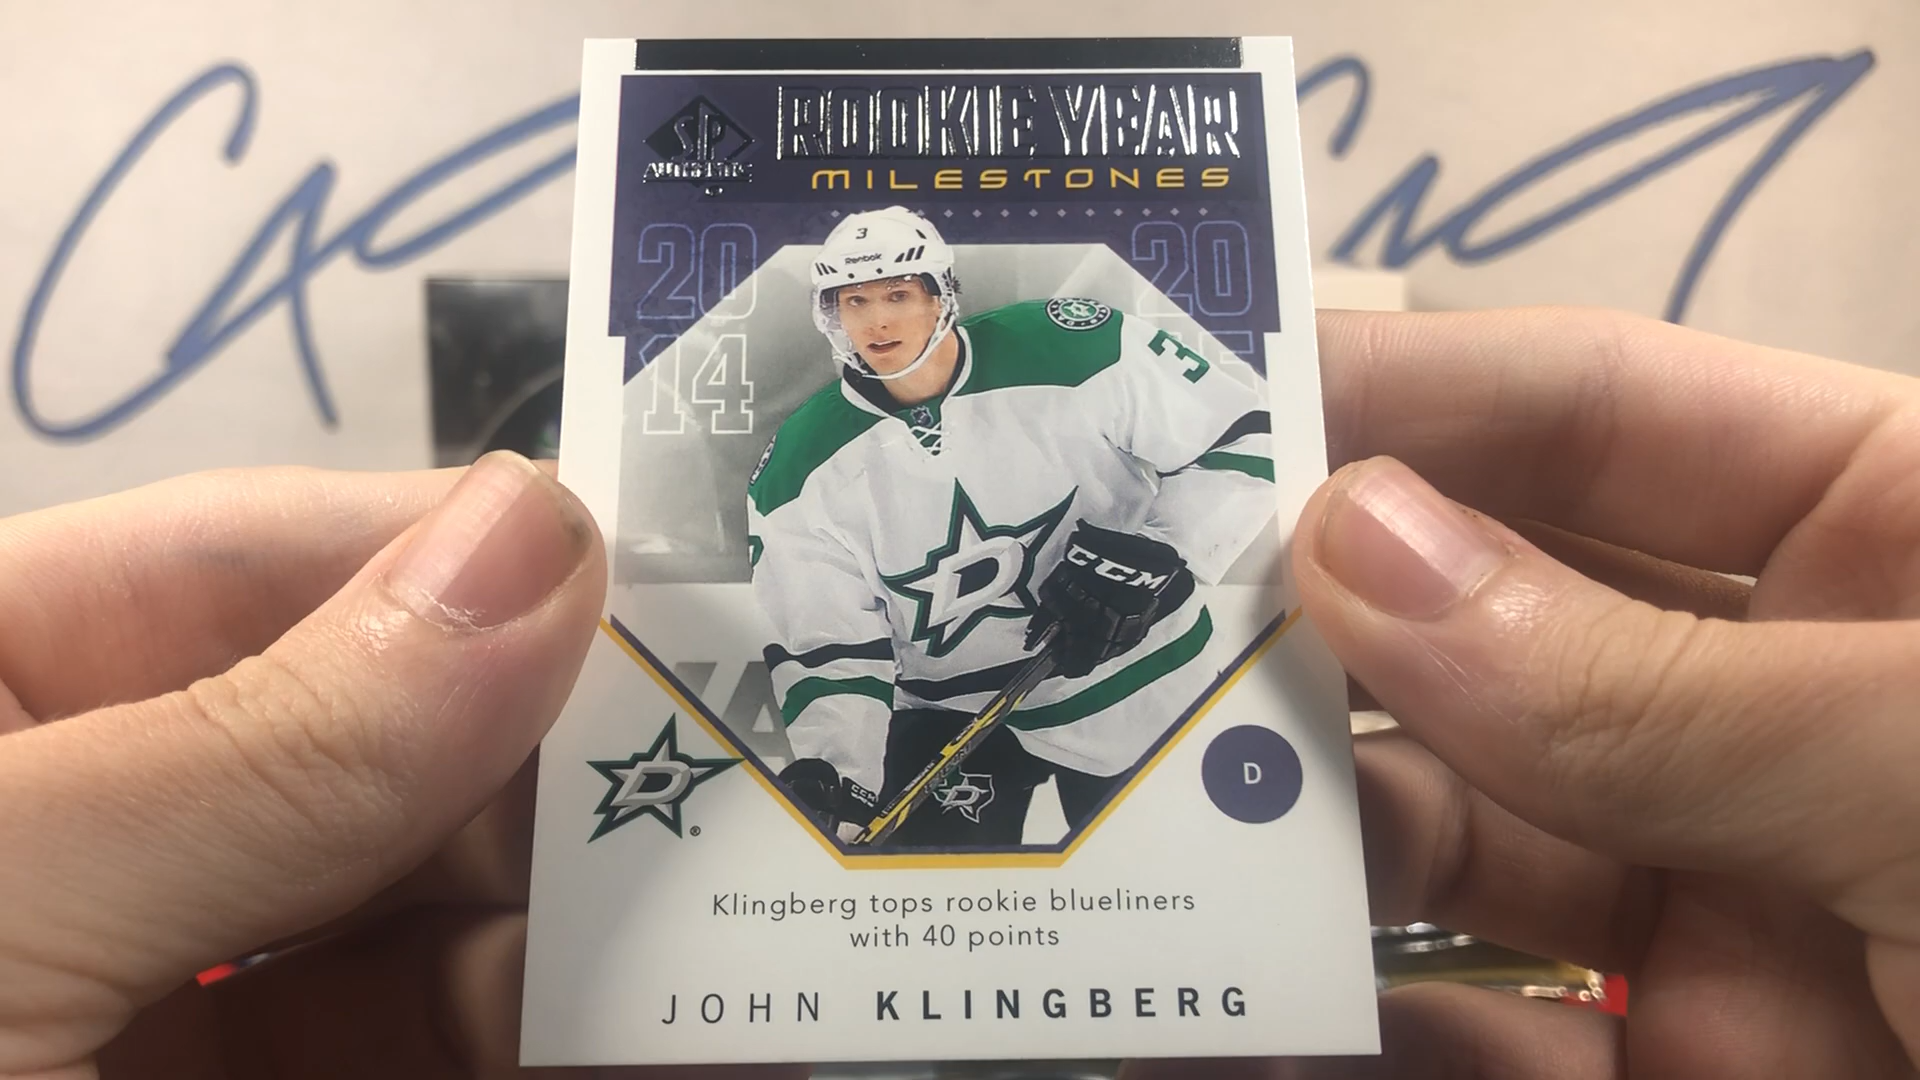 SP
AUTHENTIC
ROOKIE YEAR
MILESTONES
20
14
20
3
Reebok
3
D
CCM
CCM
D
D
D
®
Klingberg tops rookie blueliners
with 40 points
JOHN KLINGBERG